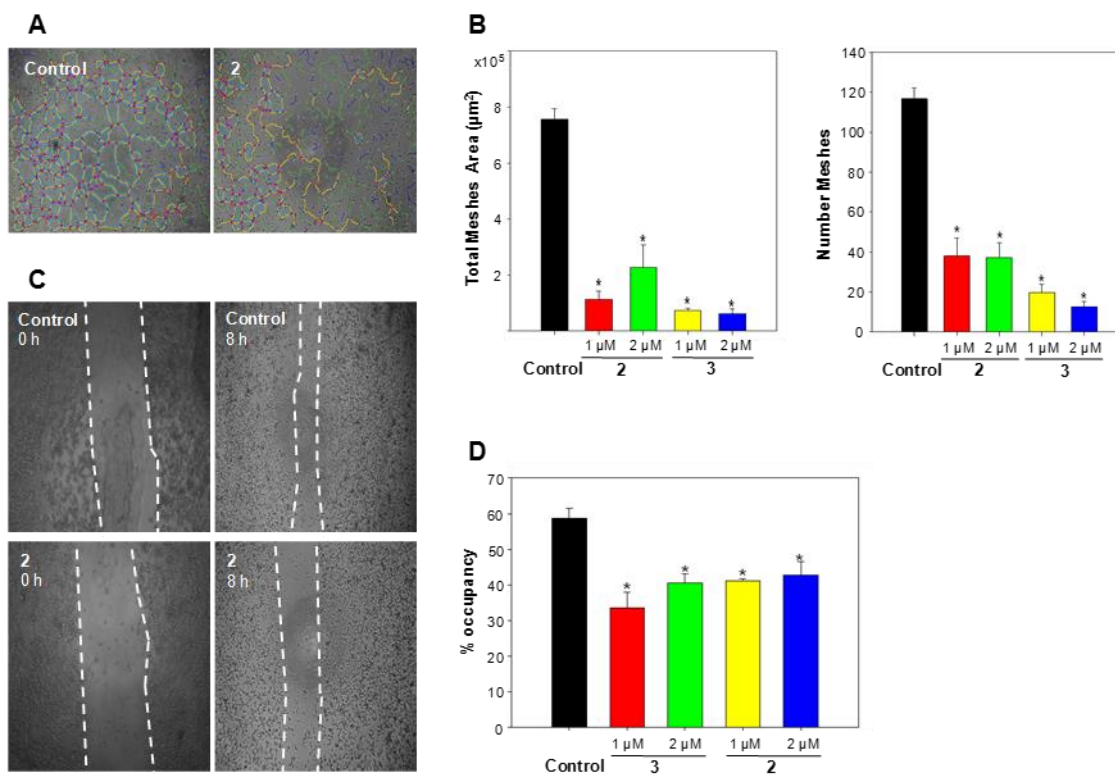 A
Control
2
B
x10⁵
Total Meshes Area (µm²)
8
6
4
2
1 µM 2 µM 1 µM 2 µM
Control 2 3
Number Meshes
140
120
100
80
60
40
20
0
* * * *
* * * *
1 µM 2 µM 1 µM 2 µM
Control 2 3
C
Control
0 h
Control
8 h
2
0 h
2
8 h
D
% occupancy
70
60
50
40
30
20
10
0
* * * *
1 µM 2 µM 1 µM 2 µM
Control 3 2